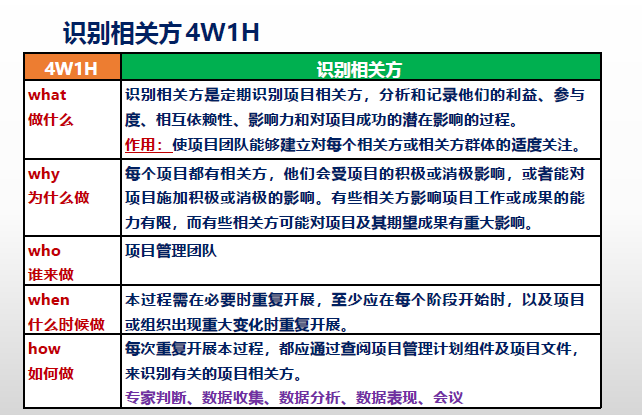 识别相关方 4W1H
4W1H
识别相关方
what
做什么
识别相关方是定期识别项目相关方，分析和记录他们的利益、参与
度、相互依赖性、影响力和对项目成功的潜在影响的过程。
作用：使项目团队能够建立对每个相关方或相关方群体的适度关注。
why
为什么做
每个项目都有相关方，他们会受项目的积极或消极影响，或者能对
项目施加积极或消极的影响。有些相关方影响项目工作或成果的能
力有限，而有些相关方可能对项目及其期望成果有重大影响。
who
谁来做
项目管理团队
when
什么时候做
本过程需在必要时重复开展，至少应在每个阶段开始时，以及项目
或组织出现重大变化时重复开展。
how
如何做
每次重复开展本过程，都应通过查阅项目管理计划组件及项目文件，
来识别有关的项目相关方。
专家判断、数据收集、数据分析、数据表现、会议